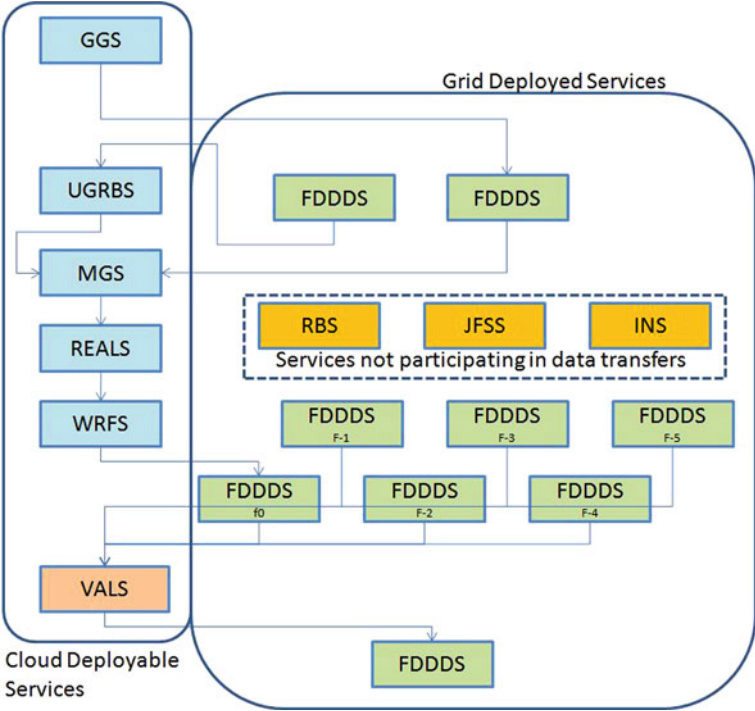 GGS
Grid Deployed Services
UGRBS
FDDDS
FDDDS
MGS
RBS
JFSS
INS
Services not participating in data transfers
REALS
WRFS
FDDDS
F-1
FDDDS
F-3
FDDDS
F-5
FDDDS
f0
FDDDS
F-2
FDDDS
F-4
VALS
FDDDS
Cloud Deployable
Services